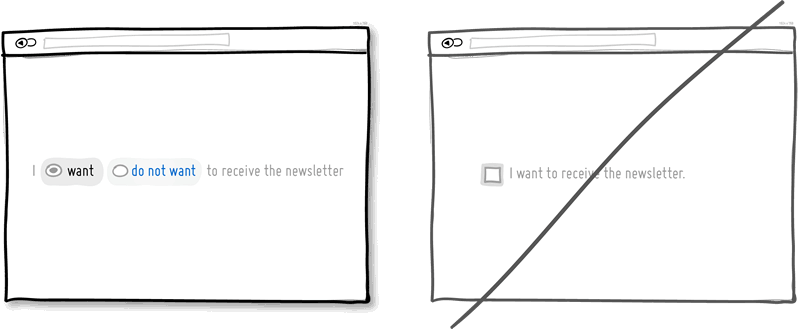 I want do not want to receive the newsletter
I want to receive the newsletter.